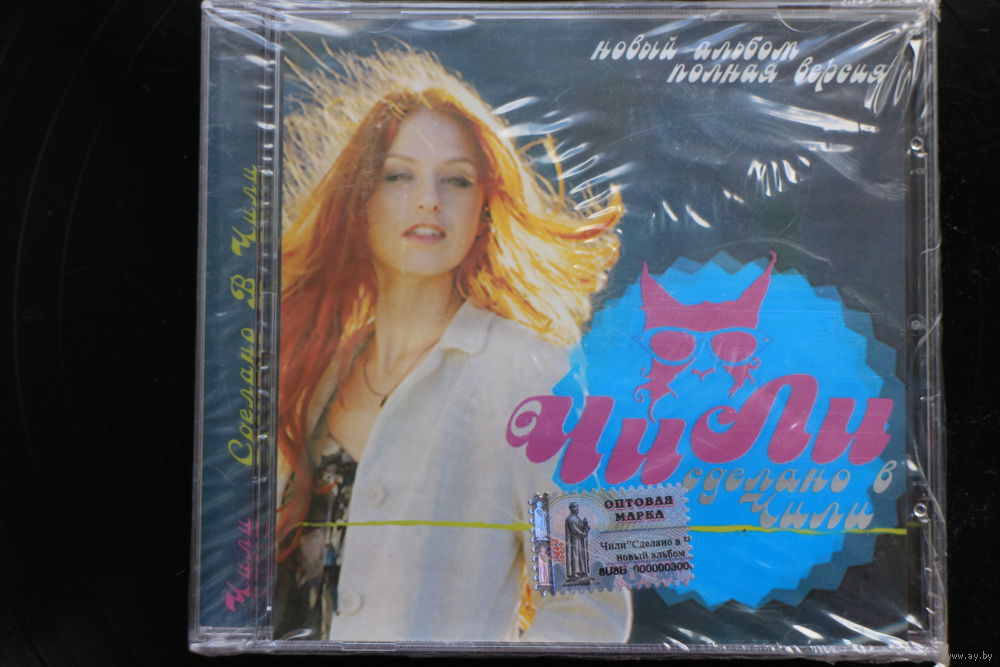 новый альбом
полная версия
Чили Сделано В Чили
Чили
сделано в
Чили
ОПТОВАЯ
МАРКА
Чили"Сделано в
новый альбом
000000300
www.ay.by